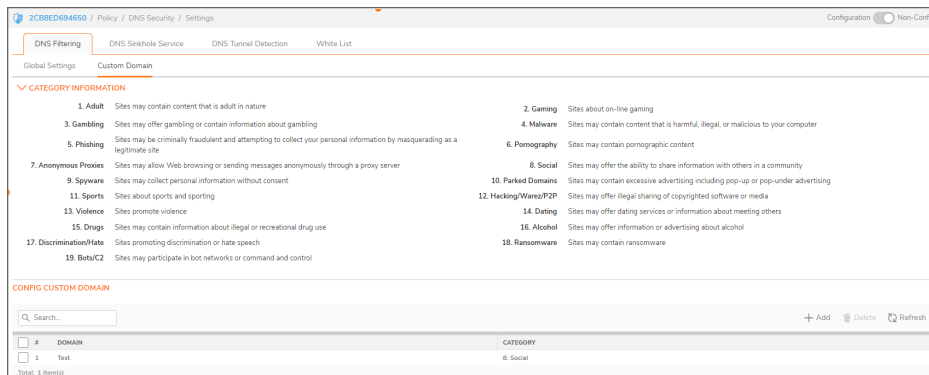 2CB8ED694650 / Policy / DNS Security / Settings
Configuration Non-Conf
DNS Filtering DNS Sinkhole Service DNS Tunnel Detection White List
Global Settings Custom Domain
CATEGORY INFORMATION
1. Adult Sites may contain content that is adult in nature
2. Gaming Sites about on-line gaming
3. Gambling Sites may offer gambling or contain information about gambling
4. Malware Sites may contain content that is harmful, illegal, or malicious to your computer
5. Phishing Sites may be criminally fraudulent and attempting to collect your personal information by masquerading as a
legitimate site
6. Pornography Sites may contain pornographic content
7. Anonymous Proxies Sites may allow Web browsing or sending messages anonymously through a proxy server
8. Social Sites may offer the ability to share information with others in a community
9. Spyware Sites may collect personal information without consent
10. Parked Domains Sites may contain excessive advertising including pop-up or pop-under advertising
11. Sports Sites about sports and sporting
12. Hacking/Warez/P2P Sites may offer illegal sharing of copyrighted software or media
13. Violence Sites promote violence
14. Dating Sites may offer dating services or information about meeting others
15. Drugs Sites may contain information about illegal or recreational drug use
16. Alcohol Sites may offer information or advertising about alcohol
17. Discrimination/Hate Sites promoting discrimination or hate speech
18. Ransomware Sites may contain ransomware
19. Bots/C2 Sites may participate in bot networks or command and control
CONFIG CUSTOM DOMAIN
Search... + Add Delete Refresh
# DOMAIN CATEGORY
1 Test 8. Social
Total: 1 item(s)